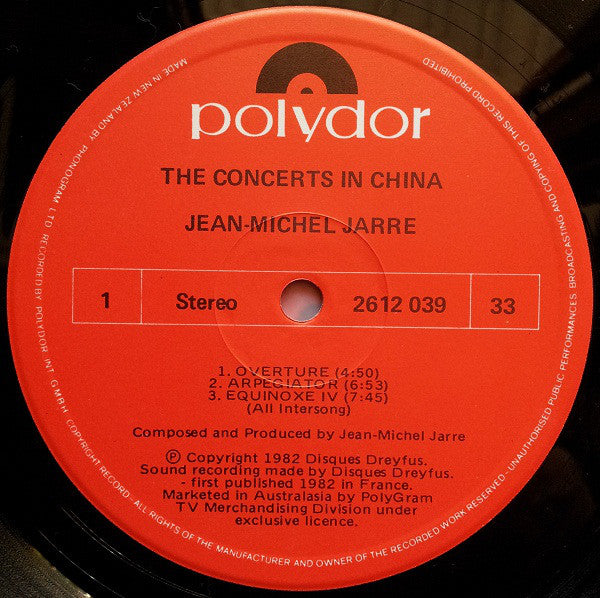 polydor
THE CONCERTS IN CHINA
JEAN-MICHEL JARRE
1 Stereo 2612 039 33
1. OVERTURE (4:50)
2. ARPEGIATOR (6:53)
3. EQUINOXE IV (7:45)
(All Intersong)
Composed and Produced by Jean-Michel Jarre
Ⓟ Copyright 1982 Disques Dreyfus.
Sound recording made by Disques Dreyfus.
- first published 1982 in France.
Marketed in Australasia by PolyGram
TV Merchandising Division under
exclusive licence.
MADE IN NEW ZEALAND BY PHONOGRAM LTD RECORDED BY POLYDOR INT. G.M.B.H. COPYRIGHT RECORD - ALL RIGHTS OF THE MANUFACTURER AND OWNER OF THE RECORDED WORK RESERVED - UNAUTHORISED PUBLIC PERFORMANCES. BROADCASTING AND COPYING OF THIS RECORD PROHIBITED